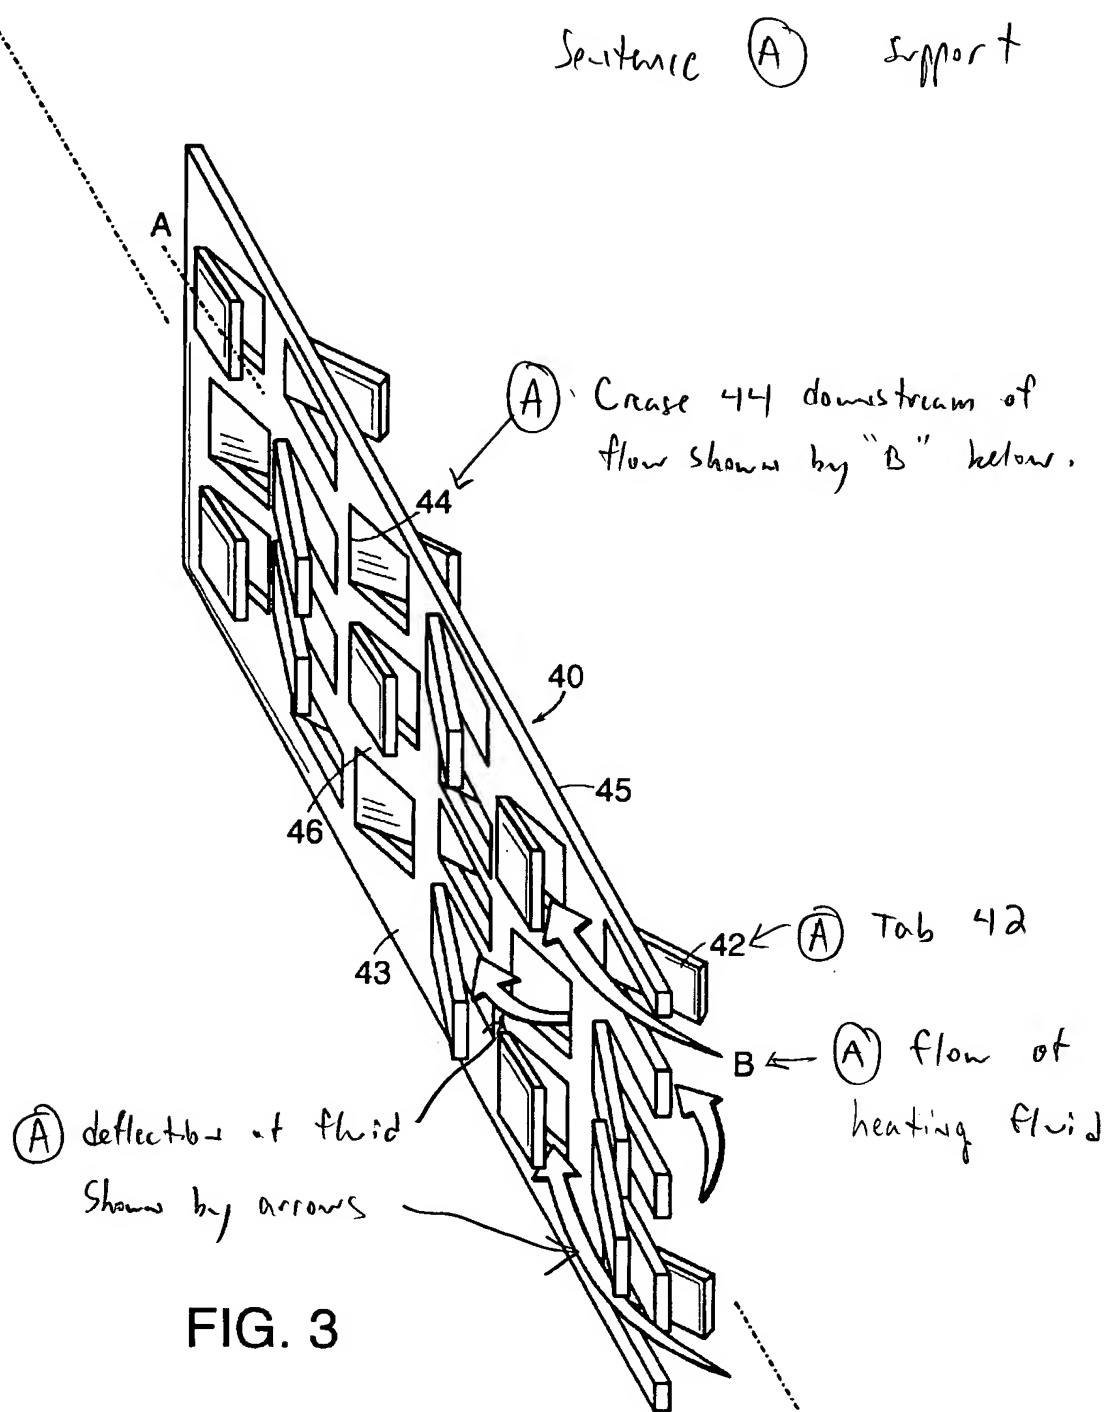 Sentence A support
A
A Crease 44 downstream of
flow shown by "B" below.
44
40
45
46
42 A Tab 42
43
B A flow of
heating fluid
A deflection of fluid
Shown by arrows
FIG. 3